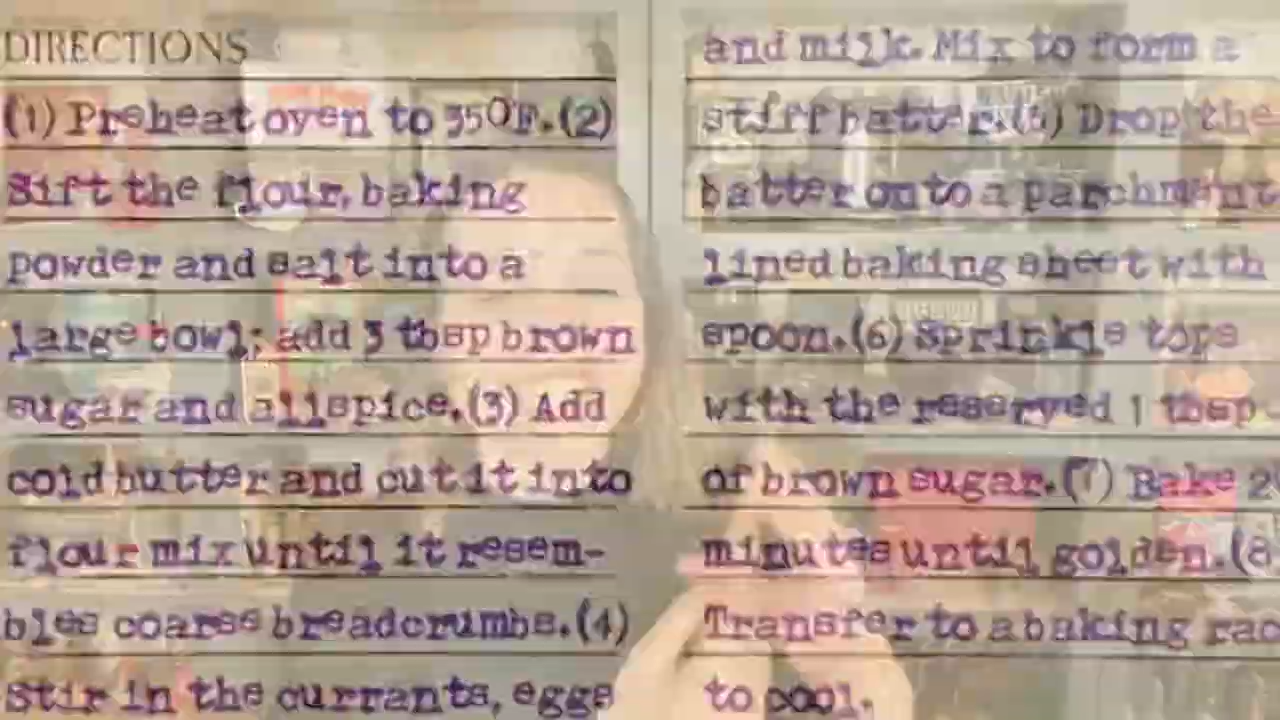 DIRECTIONS
(1) Preheat oven to 350°F. (2)
Sift the flour, baking
powder and salt into a
large bowl; add 3 tbsp brown
sugar and allspice. (3) Add
cold butter and cut it into
flour mix until it resem-
bles coarse breadcrumbs. (4)
Stir in the currants, eggs
and milk. Mix to form a
stiff batter. (5) Drop the
batter onto a parchment
lined baking sheet with
spoon. (6) Sprinkle tops
with the reserved 1 tbsp
of brown sugar. (7) Bake 2
minutes until golden. (8
Transfer to a baking rac
to cool.